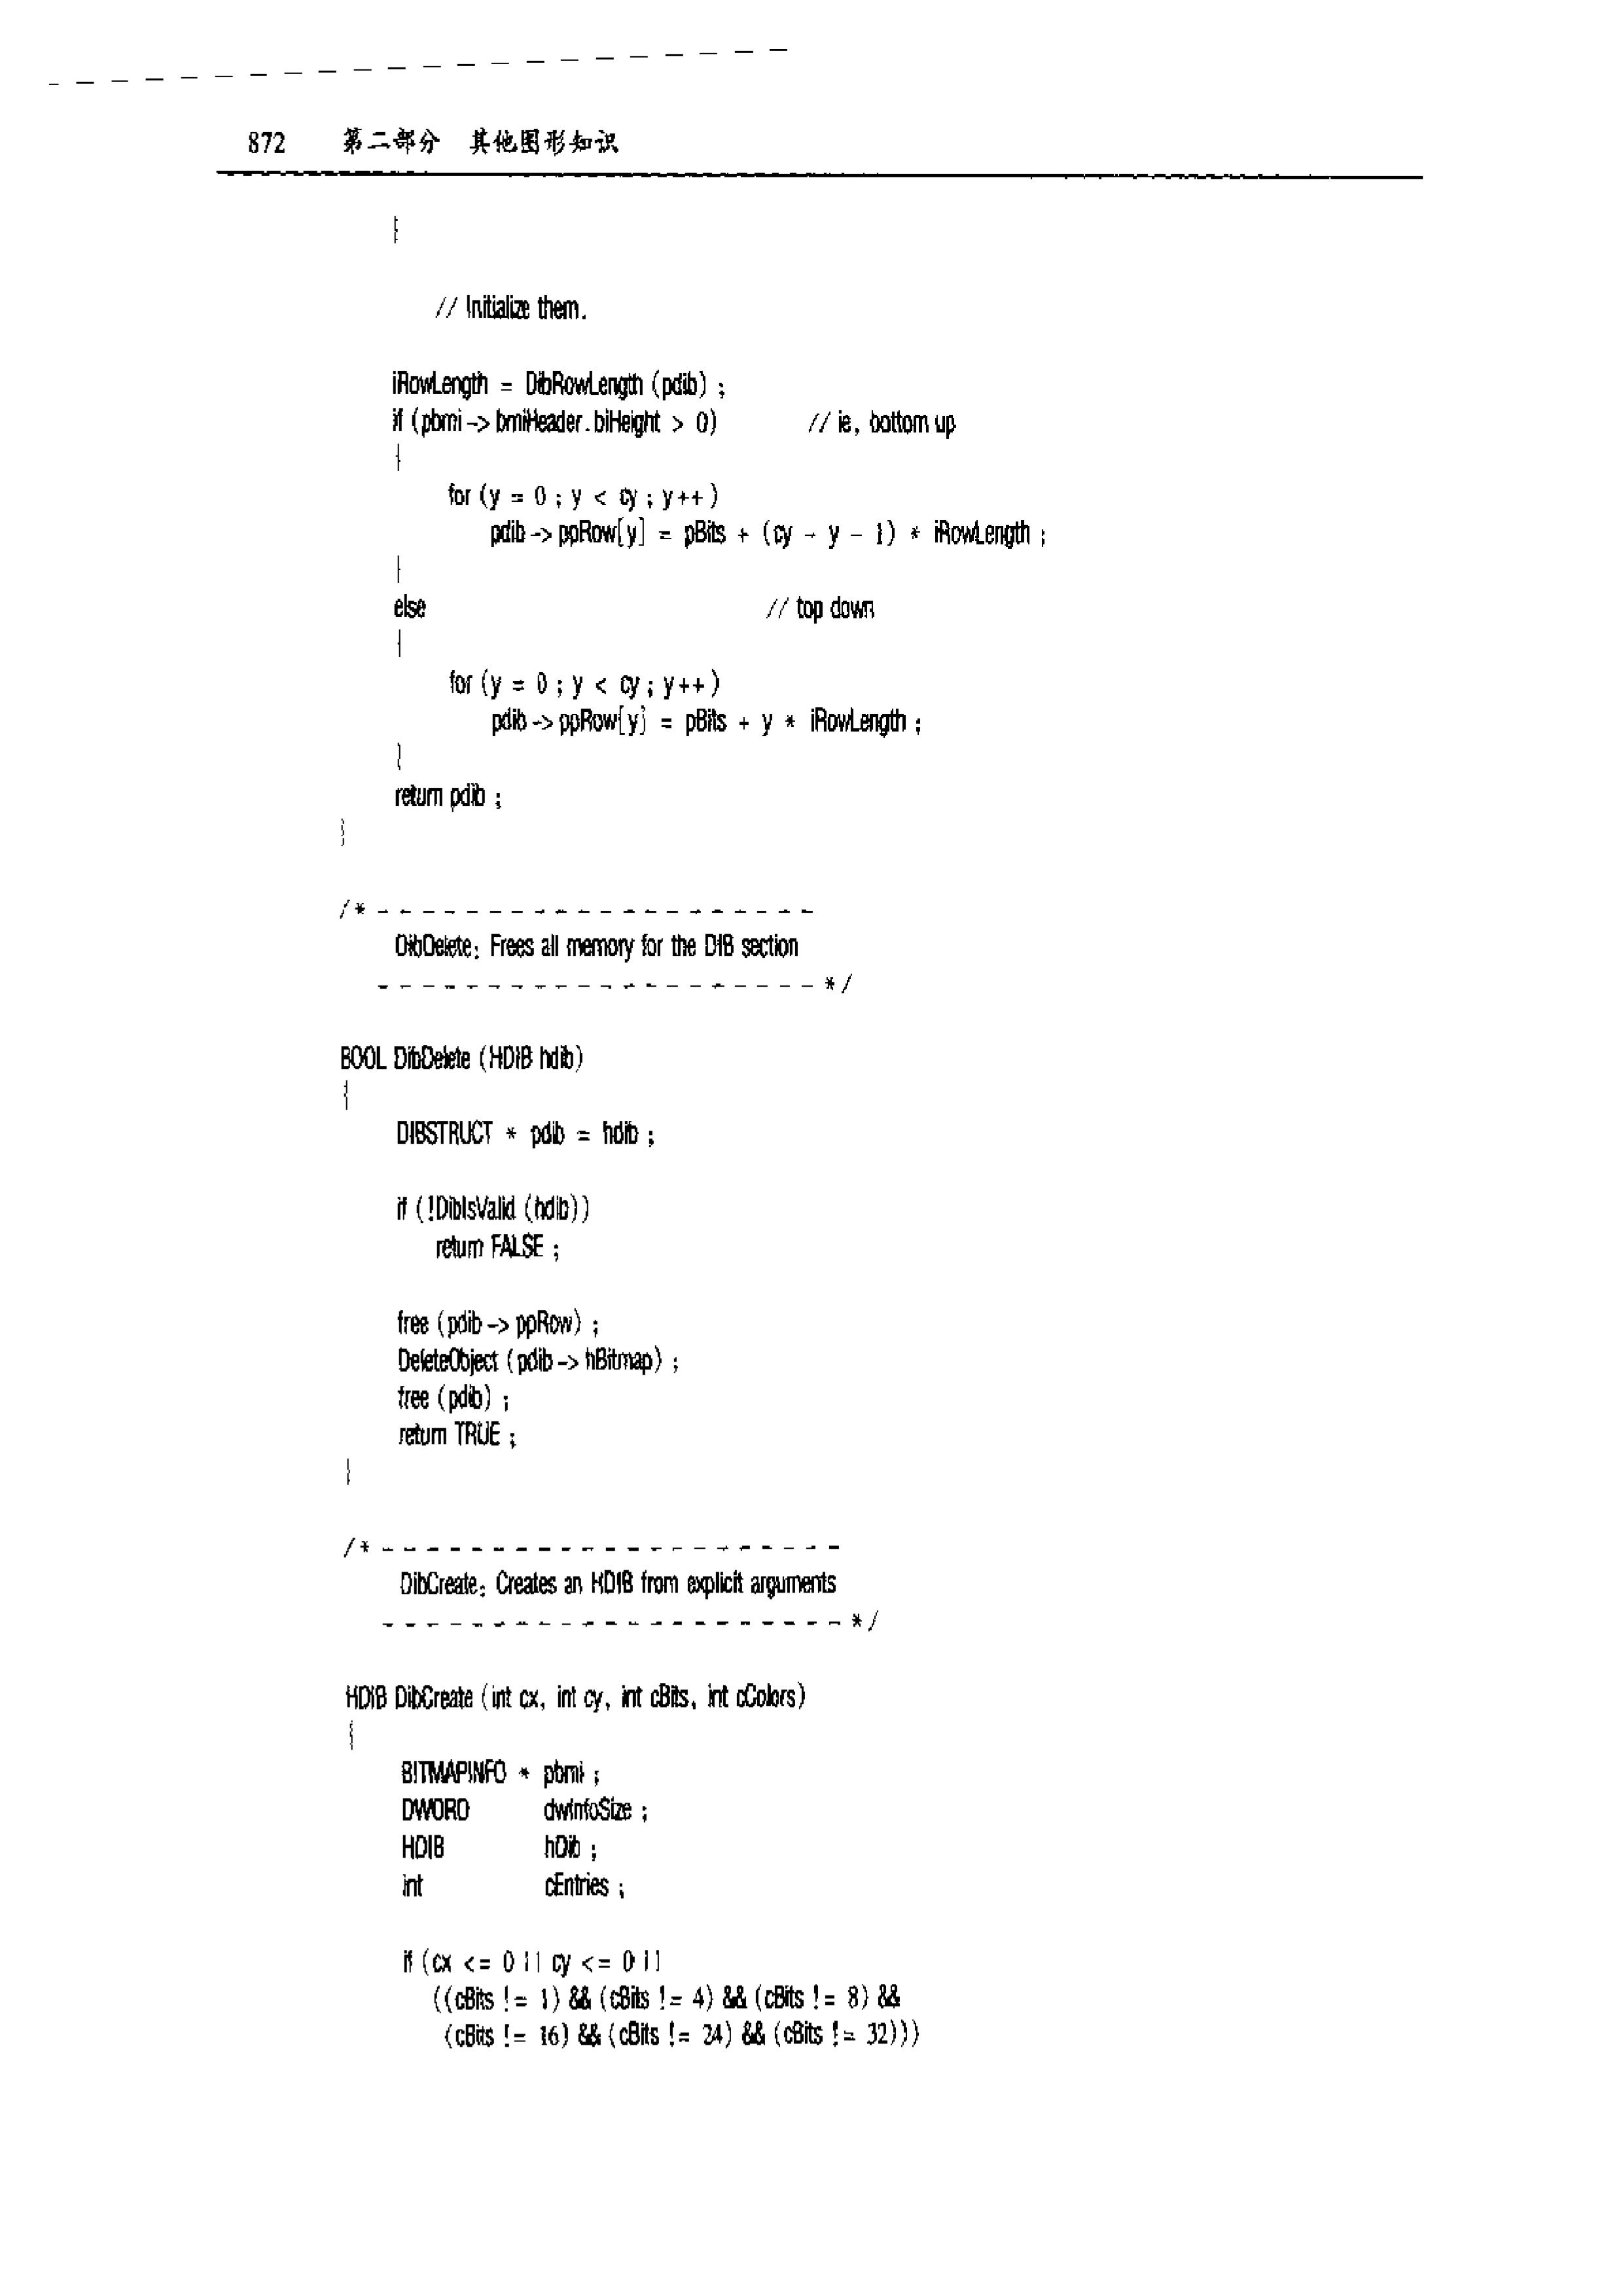 872 第二部分 其他图形知识
}
// Initialize them.
iRowLength = DibRowLength (pdib) ;
if (pbmi -> bmiHeader.biHeight > 0) // ie, bottom up
{
for (y = 0 ; y < cy ; y++ )
pdib -> ppRow[y] = pBits + (cy - y - 1) * iRowLength ;
}
else // top down
{
for (y = 0 ; y < cy ; y++ )
pdib -> ppRow[y] = pBits + y * iRowLength ;
}
return pdib ;
}
/* - - - - - - - - - - - - - - - - - - - -
DibDelete: Frees all memory for the DIB section
- - - - - - - - - - - - - - - - - - - - */
BOOL DibDelete (HDIB hdib)
{
DIBSTRUCT * pdib = hdib ;
if (!DibIsValid (hdib))
return FALSE ;
free (pdib -> ppRow) ;
DeleteObject (pdib -> hBitmap) ;
free (pdib) ;
return TRUE ;
}
/* - - - - - - - - - - - - - - - - - - - - -
DibCreate: Creates an HDIB from explicit arguments
- - - - - - - - - - - - - - - - - - - - - */
HDIB DibCreate (int cx, int cy, int cBits, int cColors)
{
BITMAPINFO * pbmi ;
DWORD dwInfoSize ;
HDIB hDib ;
int cEntries ;
if (cx <= 0 || cy <= 0 ||
((cBits != 1) && (cBits != 4) && (cBits != 8) &&
(cBits != 16) && (cBits != 24) && (cBits != 32)))